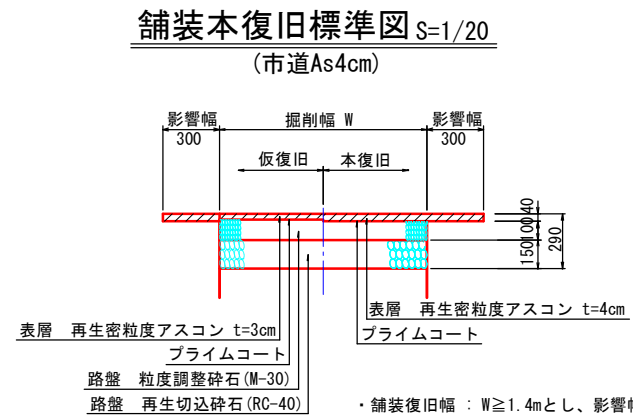 舗装本復旧標準図 S=1/20
(市道As4cm)
影響幅 掘削幅 W 影響幅
300 300
仮復旧 本復旧
40
100
150
290
表層 再生密粒度アスコン t=4cm
表層 再生密粒度アスコン t=3cm
プライムコート
プライムコート
路盤 粒度調整砕石(M-30)
路盤 再生切込砕石(RC-40)
・舗装復旧幅 : W≧1.4mとし、影響